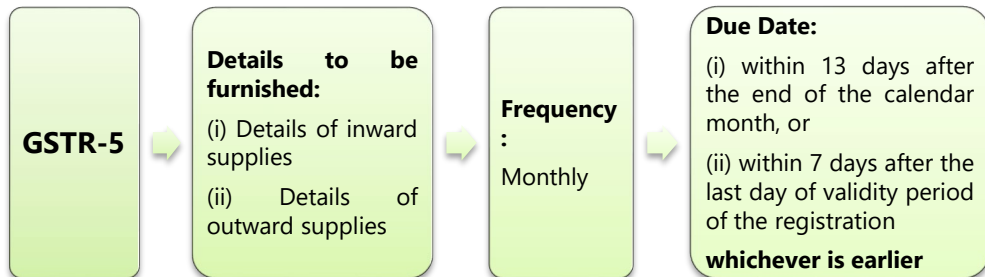 GSTR-5
Details to be
furnished:
(i) Details of inward
supplies
(ii) Details of
outward supplies
Frequency
:
Monthly
Due Date:
(i) within 13 days after
the end of the calendar
month, or
(ii) within 7 days after the
last day of validity period
of the registration
whichever is earlier